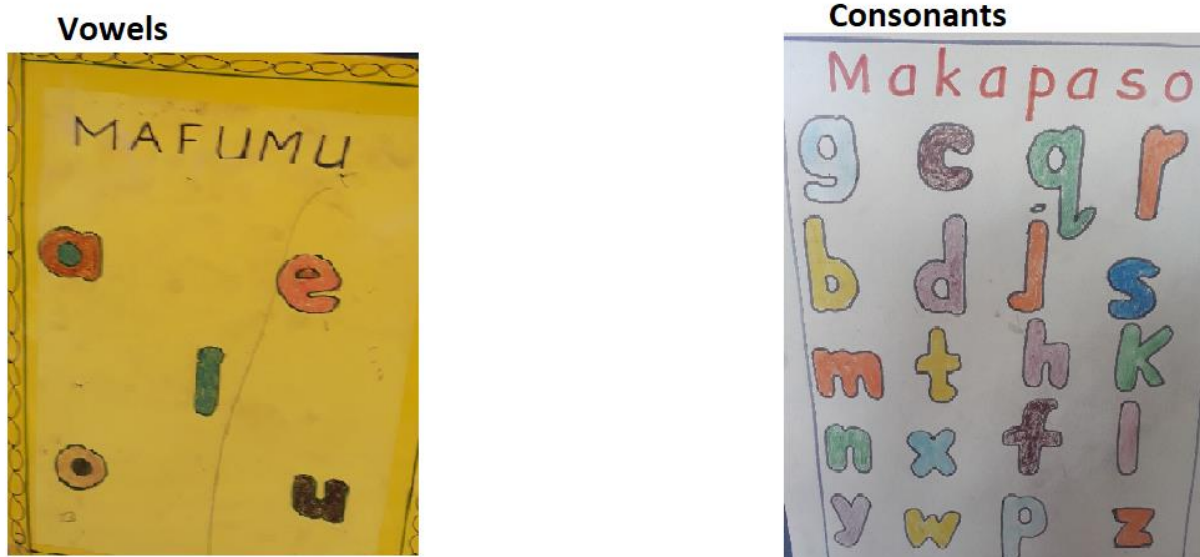 Vowels
MAFUMU
a
e
l
o
u
Consonants
Makapaso
g c q r
b d j s
m t h k
n x f l
y w p z